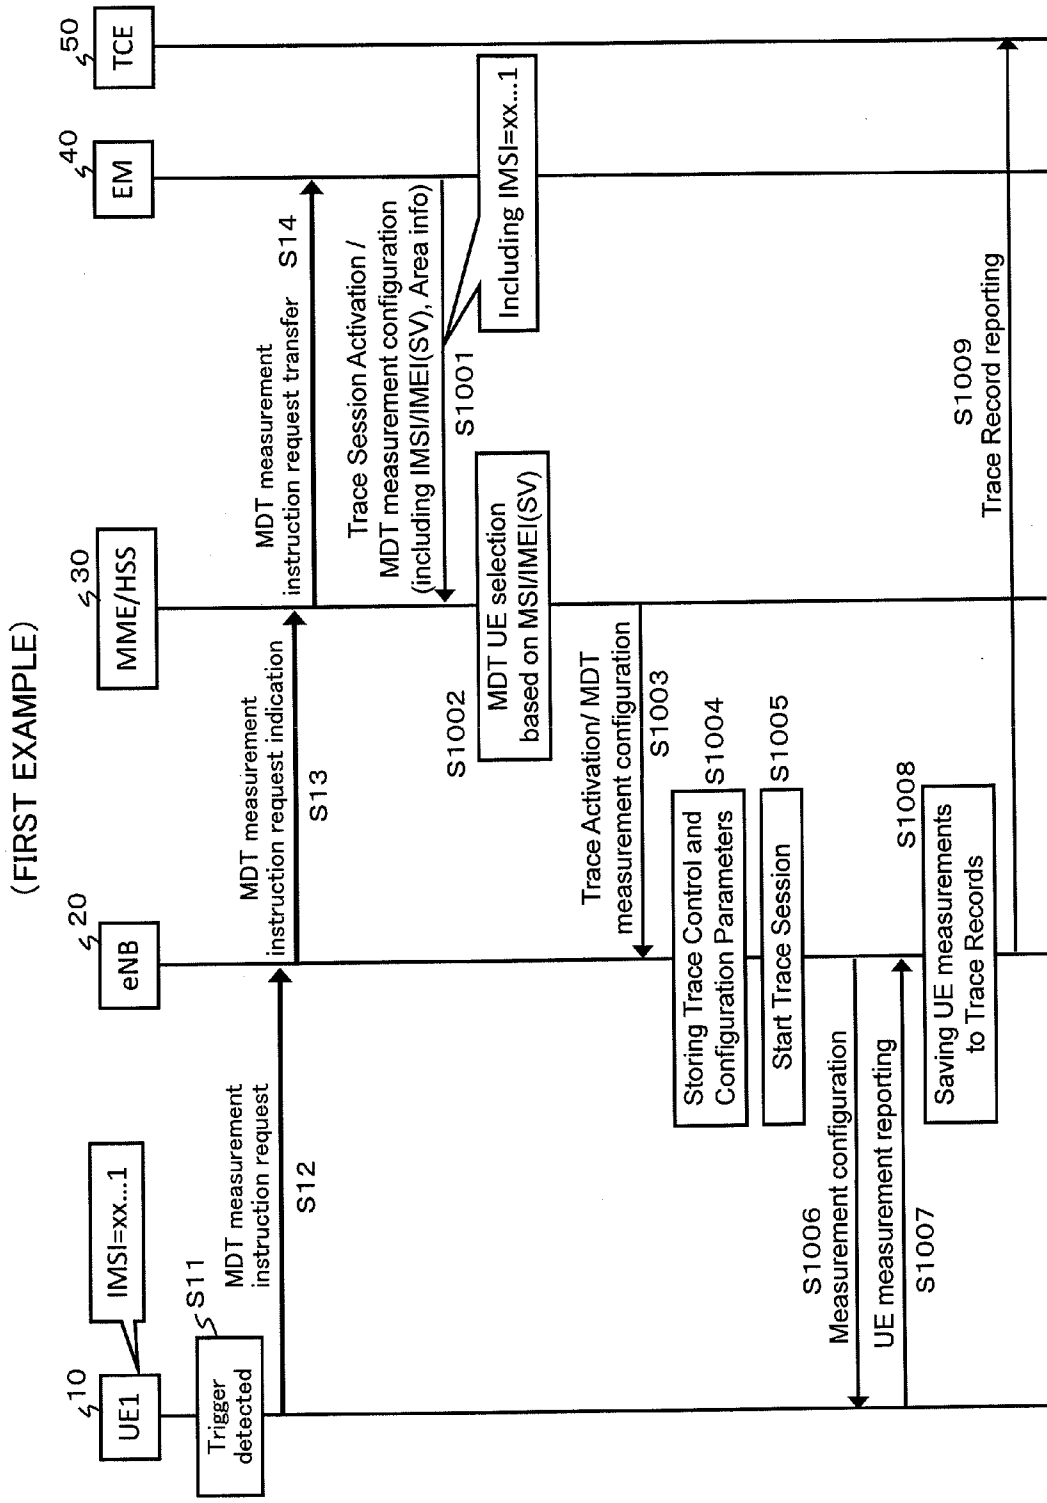 (FIRST EXAMPLE)
10
UE1
IMSI=xx...1
20
eNB
30
MME/HSS
40
EM
50
TCE
Trigger
detected
S11
MDT measurement
instruction request
S12
MDT measurement
instruction request indication
S13
MDT measurement
instruction request transfer
S14
Trace Session Activation /
MDT measurement configuration
(including IMSI/IMEI(SV), Area info)
S1001
Including IMSI=xx...1
S1002
MDT UE selection
based on MSI/IMEI(SV)
Trace Activation/ MDT
measurement configuration
S1003
Storing Trace Control and
Configuration Parameters
S1004
Start Trace Session
S1005
S1006
Measurement configuration
UE measurement reporting
S1007
S1008
Saving UE measurements
to Trace Records
S1009
Trace Record reporting